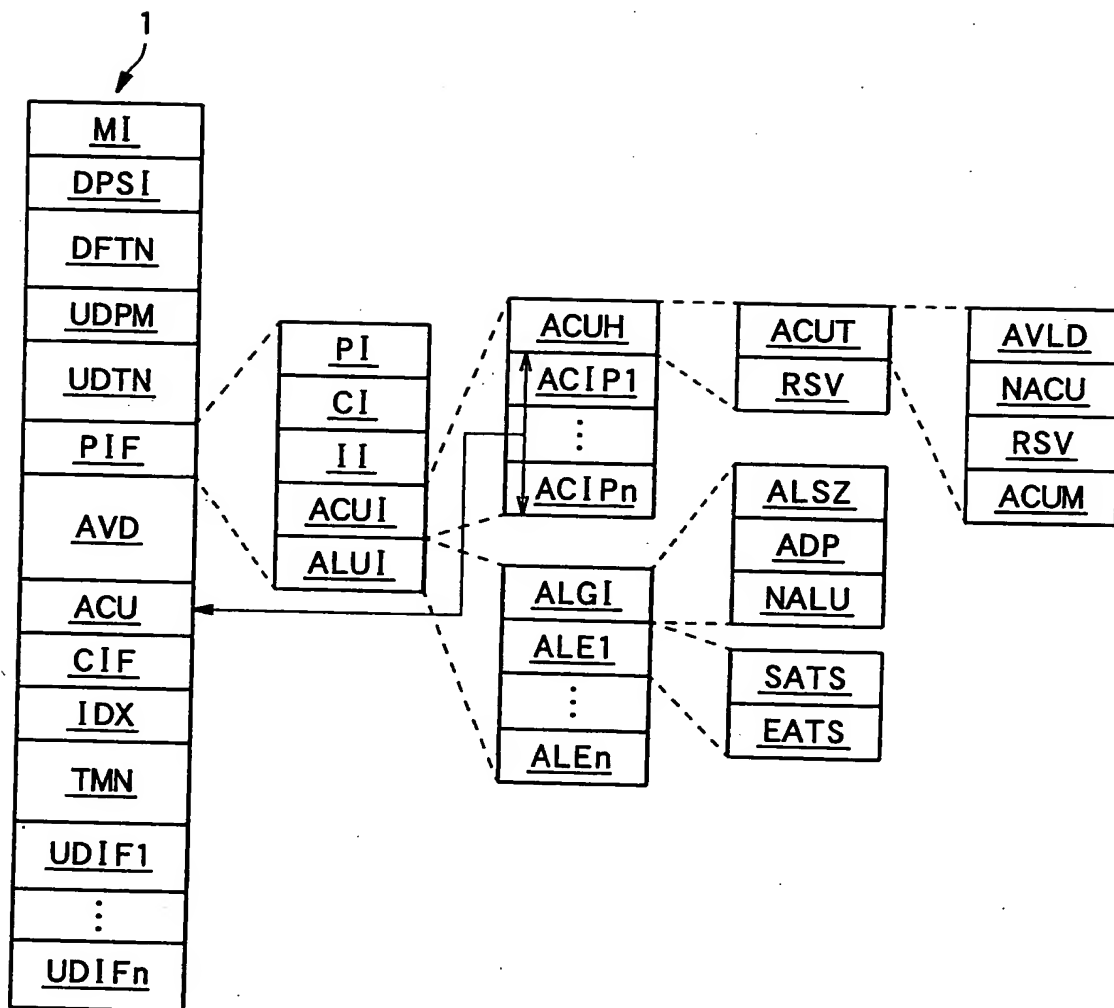 1
MI
DPSI
DFTN
UDPM
UDTN
PIF
AVD
ACU
CIF
IDX
TMN
UDIF1
⋮
UDIFn
PI
CI
II
ACUI
ALUI
ACUH
ACIP1
⋮
ACIPn
ALGI
ALE1
⋮
ALEn
ACUT
RSV
ALSZ
ADP
NALU
SATS
EATS
AVLD
NACU
RSV
ACUM